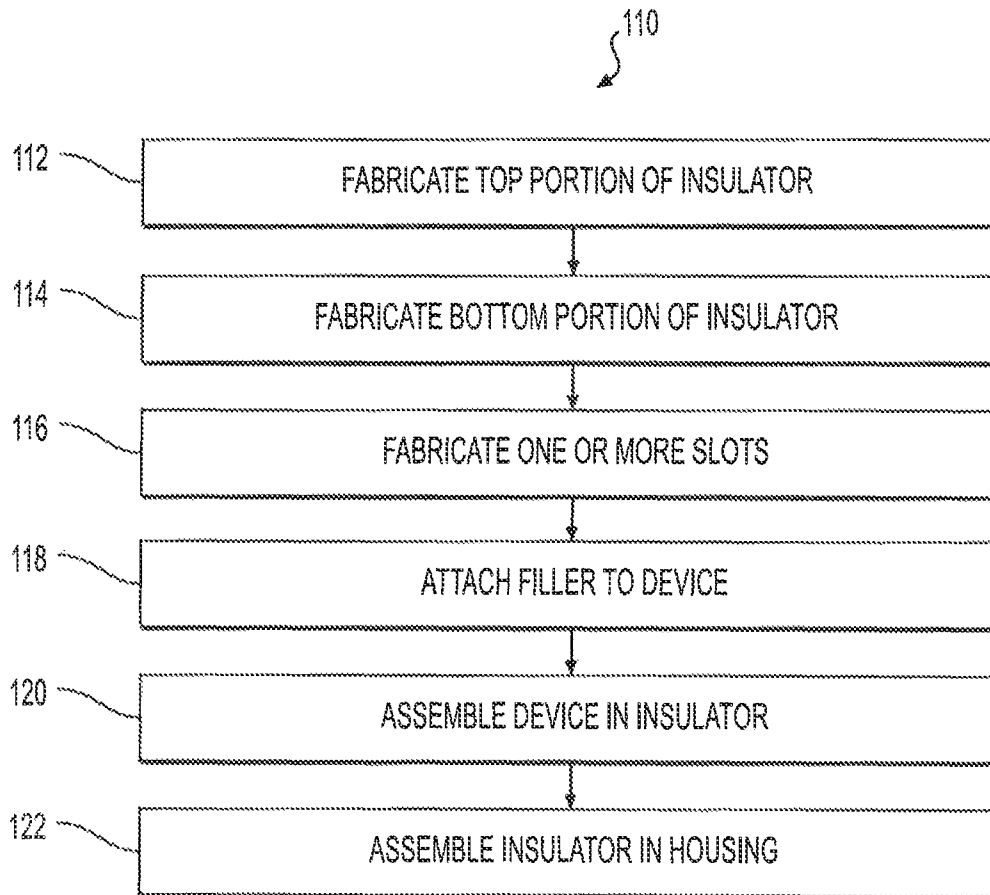 110
112 FABRICATE TOP PORTION OF INSULATOR
114 FABRICATE BOTTOM PORTION OF INSULATOR
116 FABRICATE ONE OR MORE SLOTS
118 ATTACH FILLER TO DEVICE
120 ASSEMBLE DEVICE IN INSULATOR
122 ASSEMBLE INSULATOR IN HOUSING